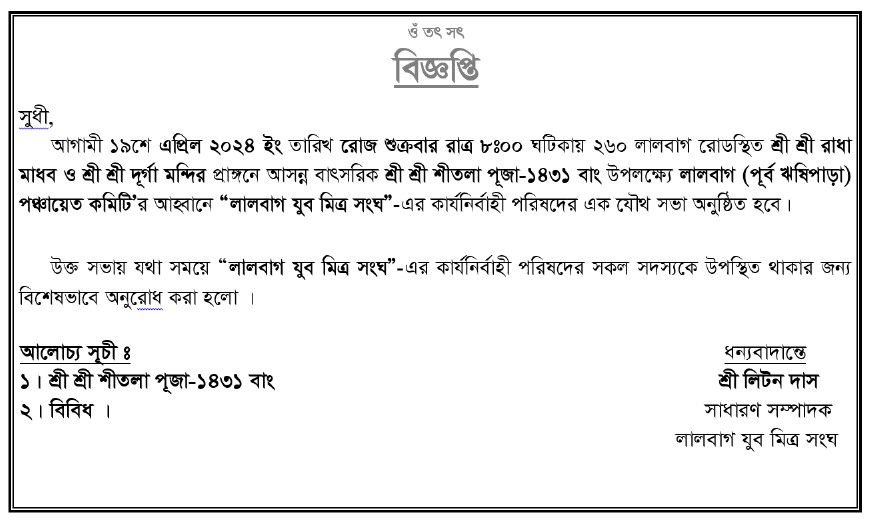 ওঁ তৎ সৎ
বিজ্ঞপ্তি
সুধী,
আগামী ১৯শে এপ্রিল ২০২৪ ইং তারিখ রোজ শুক্রবার রাত্র ৮ঃ০০ ঘটিকায় ২৬০ লালবাগ রোডস্থিত শ্রী শ্রী রাধা
মাধব ও শ্রী শ্রী দূর্গা মন্দির প্রাঙ্গনে আসন্ন বাৎসরিক শ্রী শ্রী শীতলা পূজা-১৪৩১ বাং উপলক্ষ্যে লালবাগ (পূর্ব ঋষিপাড়া)
পঞ্চায়েত কমিটি’র আহ্বানে “লালবাগ যুব মিত্র সংঘ”-এর কার্যনির্বাহী পরিষদের এক যৌথ সভা অনুষ্ঠিত হবে।
উক্ত সভায় যথা সময়ে “লালবাগ যুব মিত্র সংঘ”-এর কার্যনির্বাহী পরিষদের সকল সদস্যকে উপস্থিত থাকার জন্য
বিশেষভাবে অনুরোধ করা হলো ।
আলোচ্য সূচী ঃ
১। শ্রী শ্রী শীতলা পূজা-১৪৩১ বাং
২। বিবিধ ।
ধন্যবাদান্তে
শ্রী লিটন দাস
সাধারণ সম্পাদক
লালবাগ যুব মিত্র সংঘ